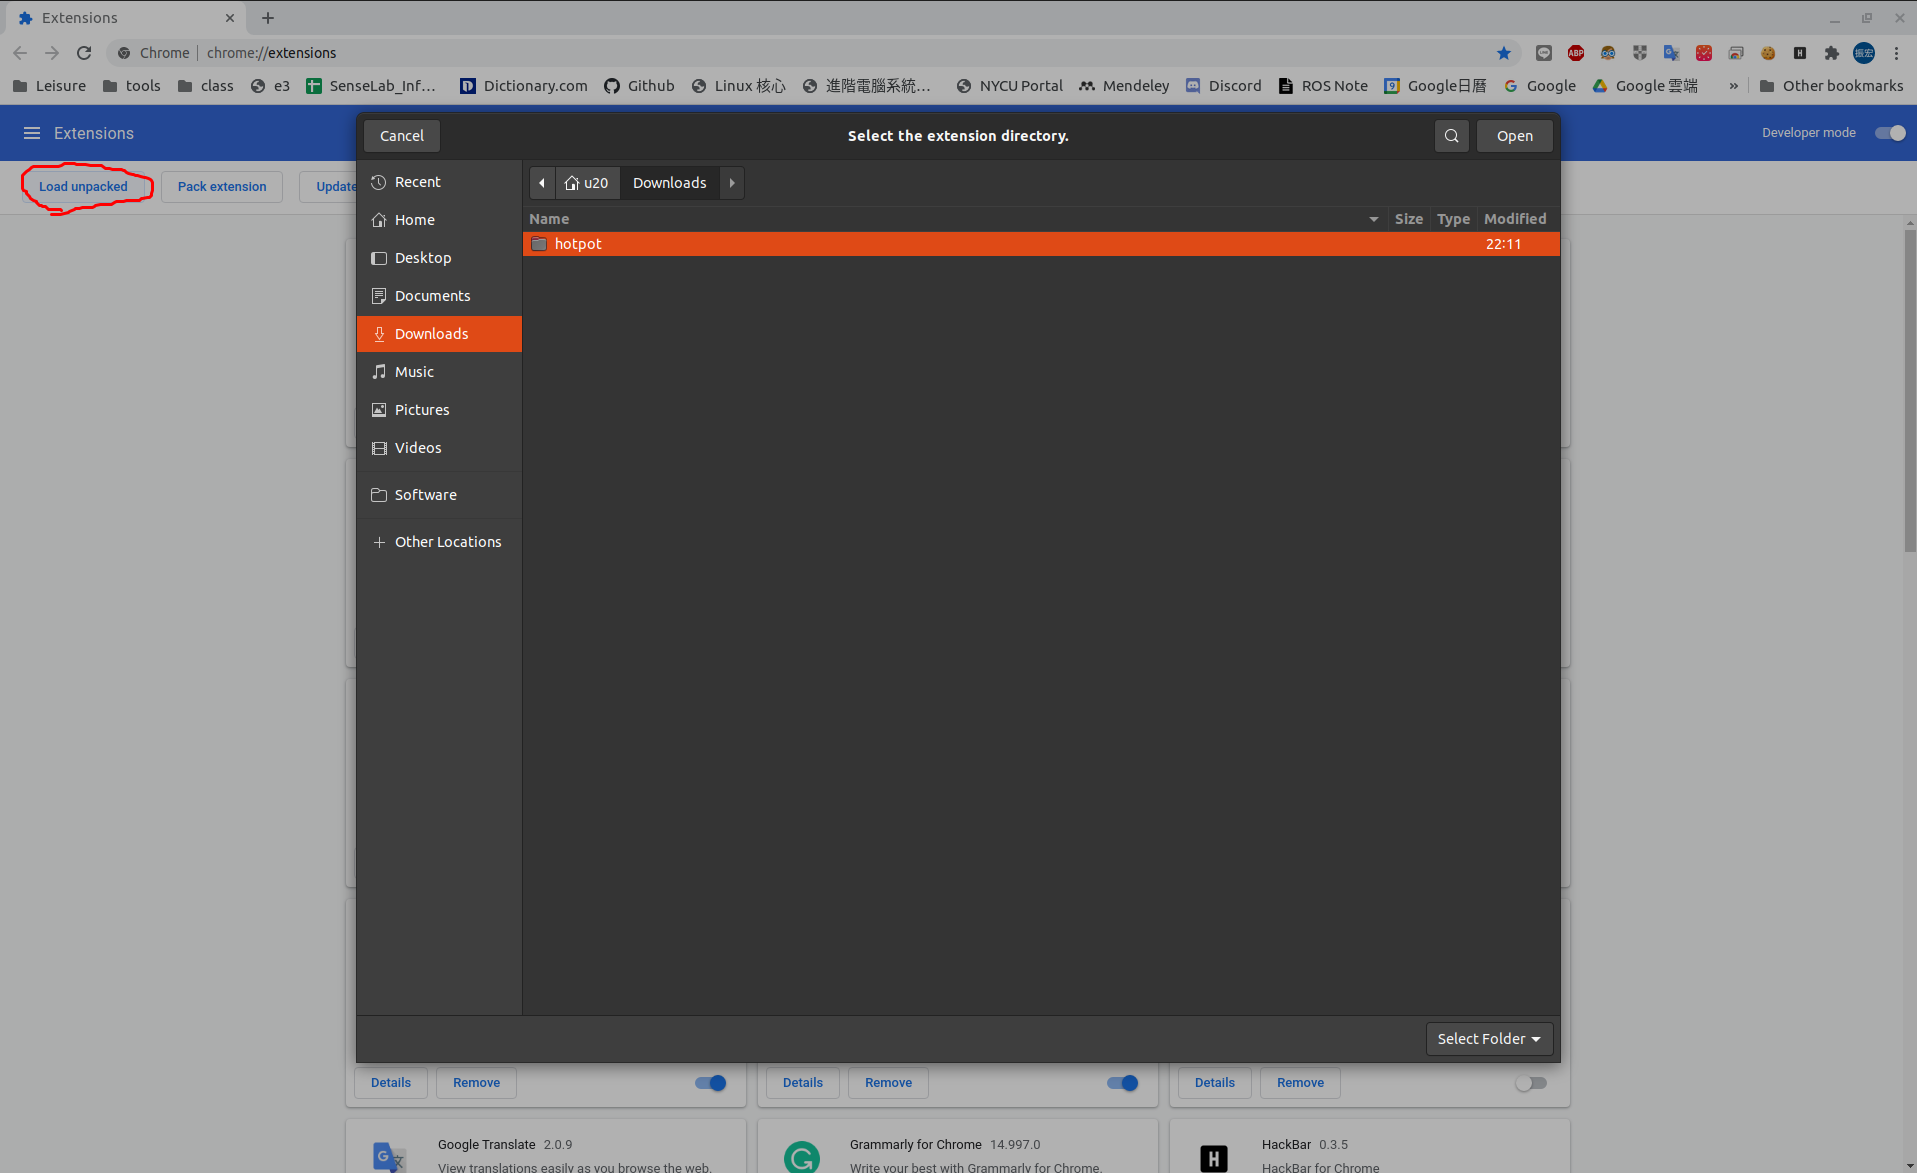 Extensions
Chrome | chrome://extensions
ABP
振宏
Leisure tools class e3 SenseLab_Inf... Dictionary.com Github Linux 核心 進階電腦系統... NYCU Portal Mendeley Discord ROS Note Google日曆 Google Google 雲端 » Other bookmarks
Extensions
Developer mode
Cancel
Select the extension directory.
Open
Load unpacked
Pack extension
Update
Recent
Home
Desktop
Documents
Downloads
Music
Pictures
Videos
Software
Other Locations
u20 Downloads
Name Size Type Modified
hotpot 22:11
Select Folder
Details Remove Details Remove Details Remove
Google Translate 2.0.9
View translations easily as you browse the web.
Grammarly for Chrome 14.997.0
Write your best with Grammarly for Chrome.
H
HackBar 0.3.5
HackBar for Chrome